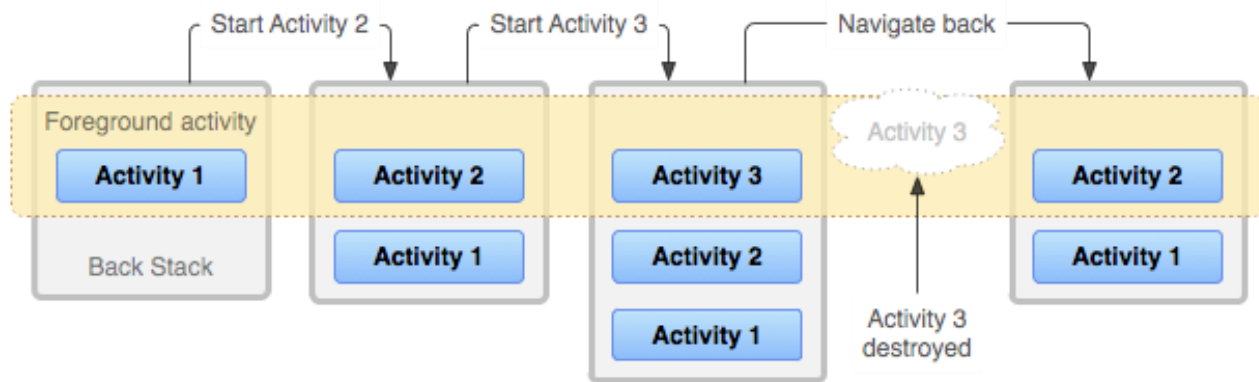 Start Activity 2
Start Activity 3
Navigate back
Foreground activity
Activity 3
Activity 1
Activity 2
Activity 3
Activity 2
Activity 1
Activity 2
Activity 1
Back Stack
Activity 1
Activity 3
destroyed